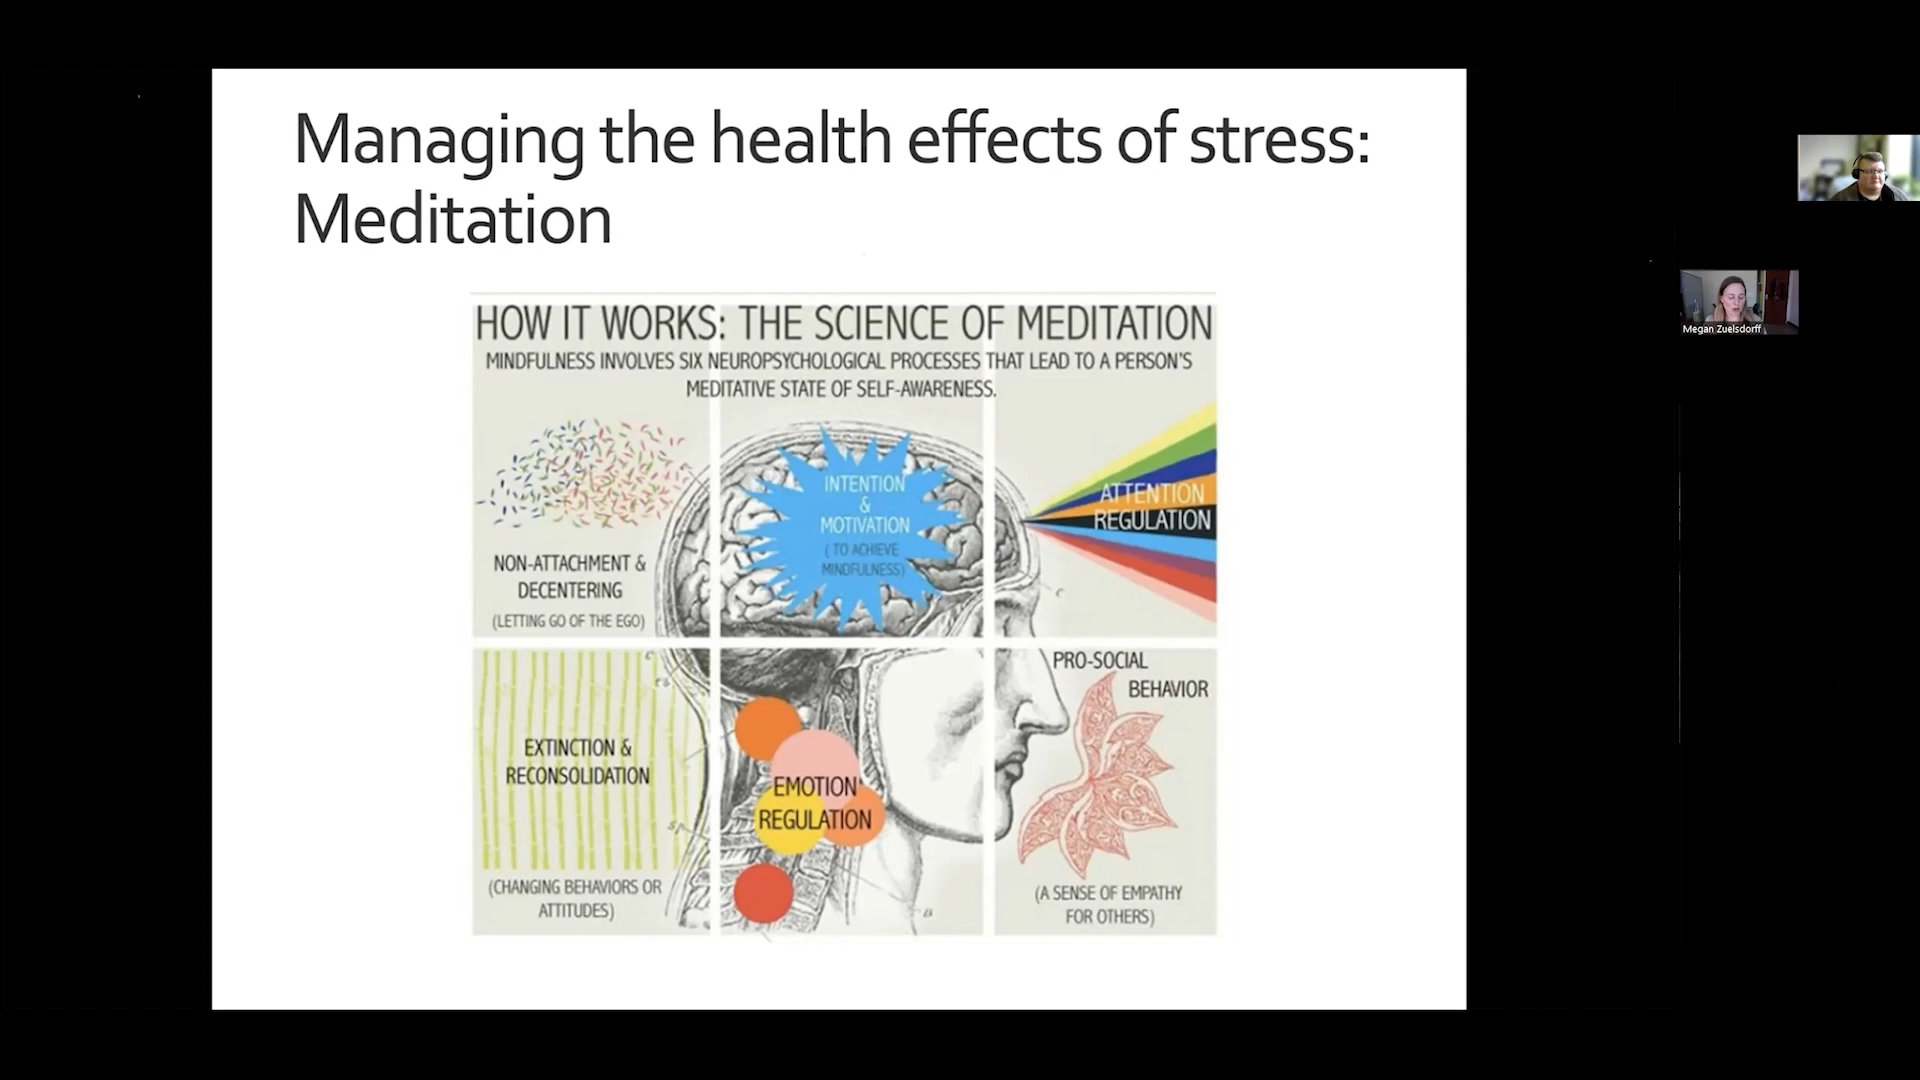 Managing the health effects of stress:
Meditation
HOW IT WORKS: THE SCIENCE OF MEDITATION
MINDFULNESS INVOLVES SIX NEUROPSYCHOLOGICAL PROCESSES THAT LEAD TO A PERSON'S
MEDITATIVE STATE OF SELF-AWARENESS.
NON-ATTACHMENT &
DECENTERING
(LETTING GO OF THE EGO)
INTENTION
&
MOTIVATION
( TO ACHIEVE
MINDFULNESS)
ATTENTION
REGULATION
EXTINCTION &
RECONSOLIDATION
(CHANGING BEHAVIORS OR
ATTITUDES)
EMOTION
REGULATION
PRO-SOCIAL
BEHAVIOR
(A SENSE OF EMPATHY
FOR OTHERS)
Megan Zuelsdorff